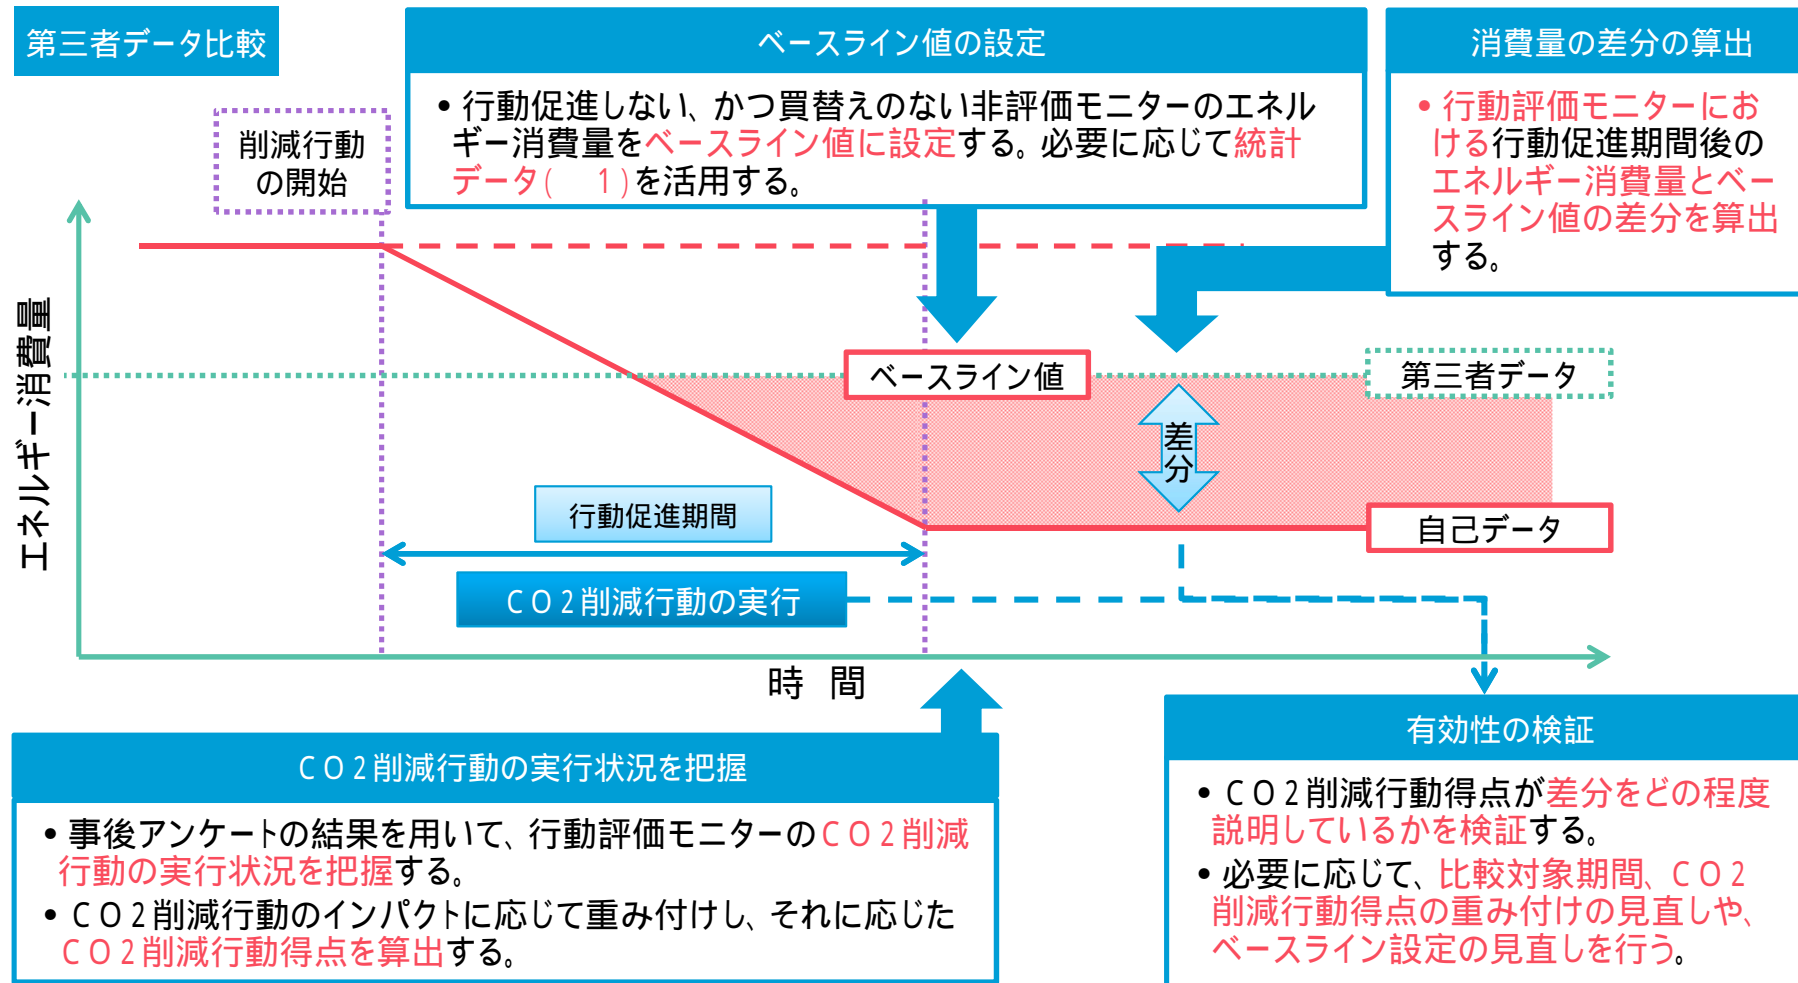 第三者データ比較
ベースライン値の設定
・行動促進しない、かつ買替えのない非評価モニターのエネル
ギー消費量をベースライン値に設定する。必要に応じて統計
データ(　1)を活用する。
消費量の差分の算出
・行動評価モニターにお
ける行動促進期間後の
エネルギー消費量とベー
スライン値の差分を算出
する。
削減行動
の開始
エネルギー消費量
ベースライン値
第三者データ
差分
行動促進期間
自己データ
CO2削減行動の実行
時 間
CO2削減行動の実行状況を把握
・事後アンケートの結果を用いて、行動評価モニターのCO2削減
行動の実行状況を把握する。
・CO2削減行動のインパクトに応じて重み付けし、それに応じた
CO2削減行動得点を算出する。
有効性の検証
・CO2削減行動得点が差分をどの程度
説明しているかを検証する。
・必要に応じて、比較対象期間、CO2
削減行動得点の重み付けの見直しや、
ベースライン設定の見直しを行う。